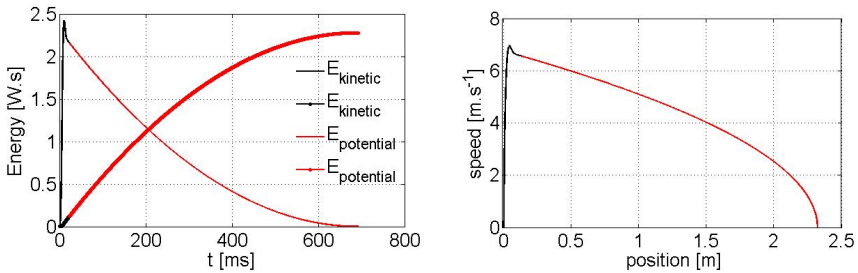 2.5
2
1.5
1
0.5
0
Energy [W.s]
E kinetic
E kinetic
E potential
E potential
0 200 400 600 800
t [ms]
8
6
4
2
0
speed [m.s-1]
0 0.5 1 1.5 2 2.5
position [m]